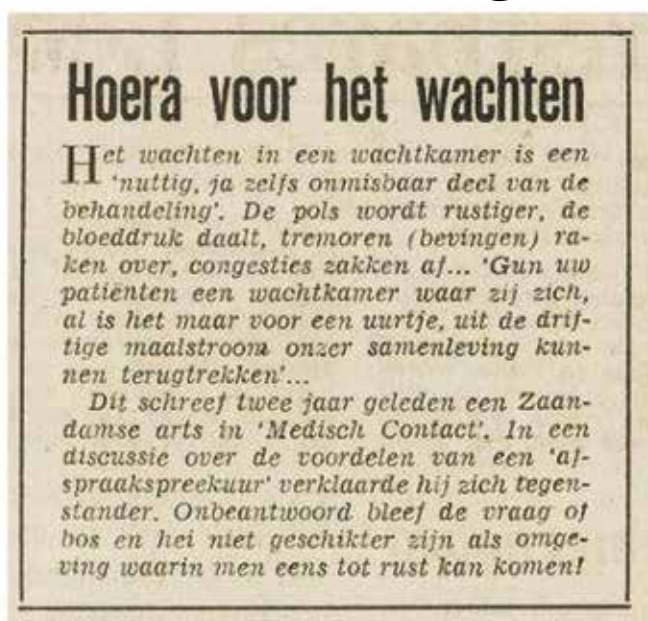 Hoera voor het wachten
Het wachten in een wachtkamer is een
'nuttig, ja zelfs onmisbaar deel van de
behandeling'. De pols wordt rustiger, de
bloeddruk daalt, tremoren (bevingen) ra-
ken over, congesties zakken af... 'Gun uw
patiënten een wachtkamer waar zij zich,
al is het maar voor een uurtje, uit de drif-
tige maalstroom onzer samenleving kun-
nen terugtrekken'...
Dit schreef twee jaar geleden een Zaan-
damse arts in 'Medisch Contact'. In een
discussie over de voordelen van een 'af-
spraakspreekuur' verklaarde hij zich tegen-
stander. Onbeantwoord bleef de vraag of
bos en hei niet geschikter zijn als omge-
ving waarin men eens tot rust kan komen!